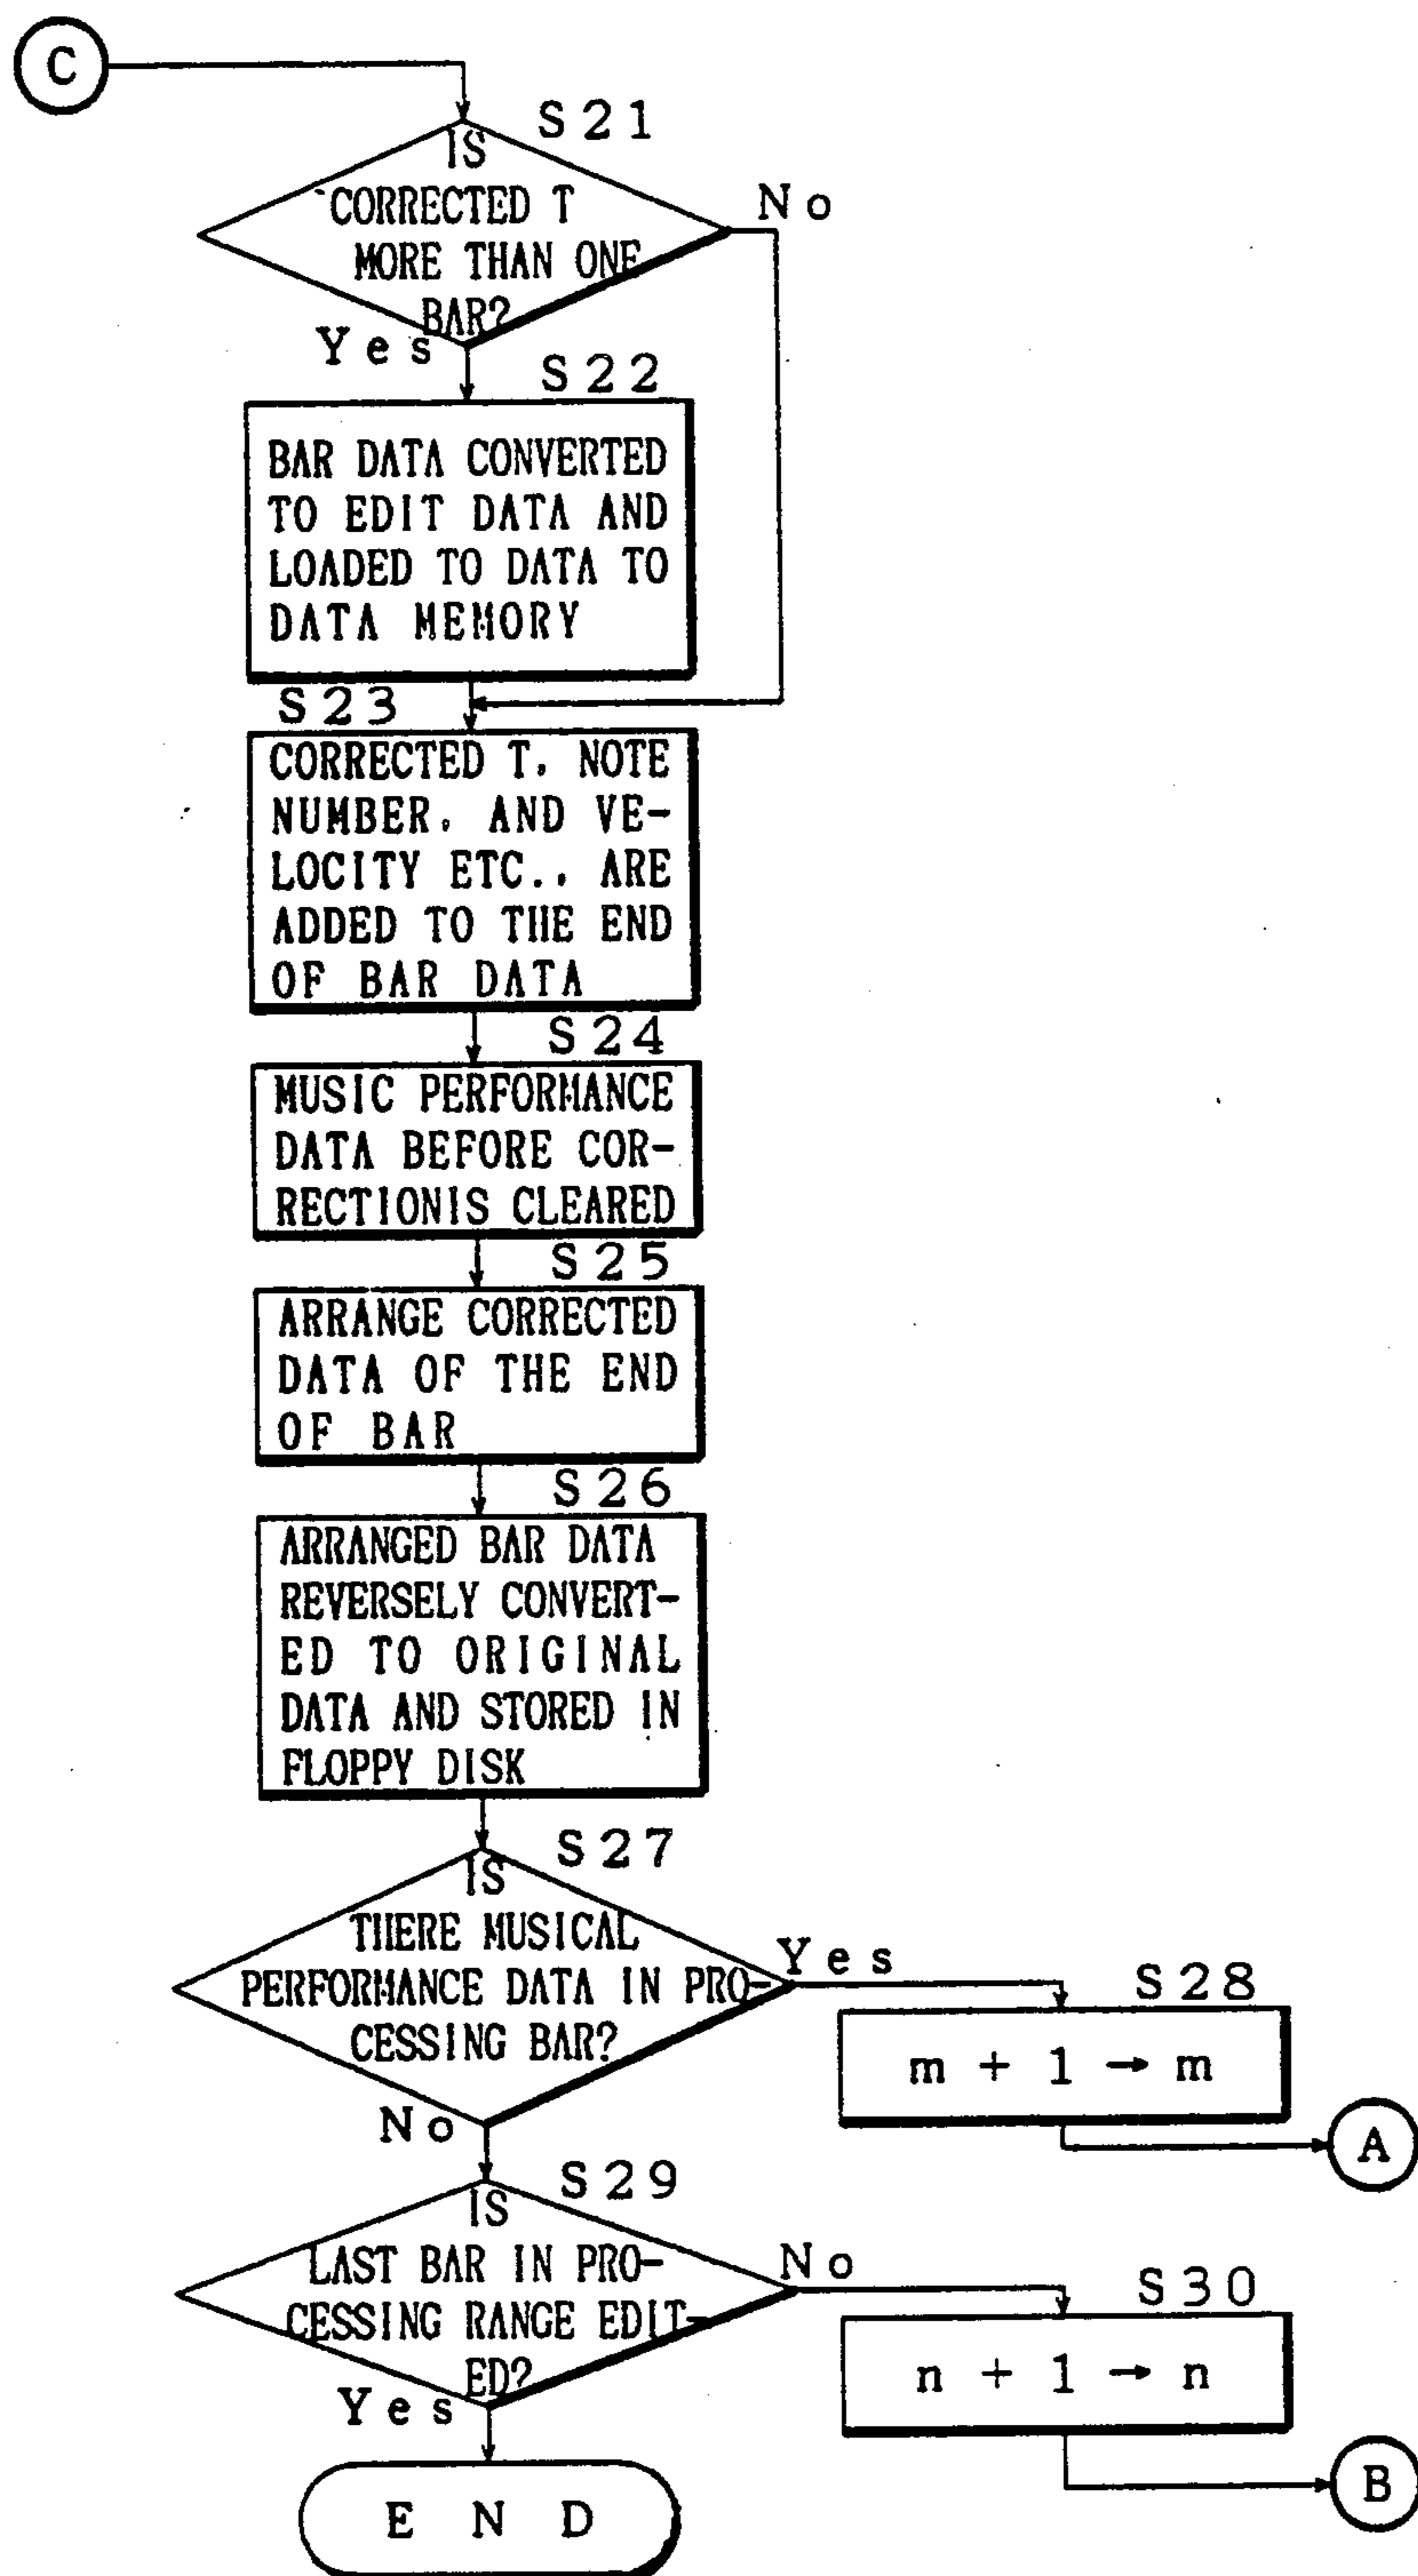 C
S21
IS
CORRECTED T
MORE THAN ONE
BAR?
No
Yes
S22
BAR DATA CONVERTED
TO EDIT DATA AND
LOADED TO DATA TO
DATA MEMORY
S23
CORRECTED T, NOTE
NUMBER, AND VE-
LOCITY ETC., ARE
ADDED TO THE END
OF BAR DATA
S24
MUSIC PERFORMANCE
DATA BEFORE COR-
RECTIONIS CLEARED
S25
ARRANGE CORRECTED
DATA OF THE END
OF BAR
S26
ARRANGED BAR DATA
REVERSELY CONVERT-
ED TO ORIGINAL
DATA AND STORED IN
FLOPPY DISK
S27
IS
THERE MUSICAL
PERFORMANCE DATA IN PRO-
CESSING BAR?
Yes
S28
m + 1 → m
A
No
S29
IS
LAST BAR IN PRO-
CESSING RANGE EDIT-
ED?
No
S30
n + 1 → n
B
Yes
END